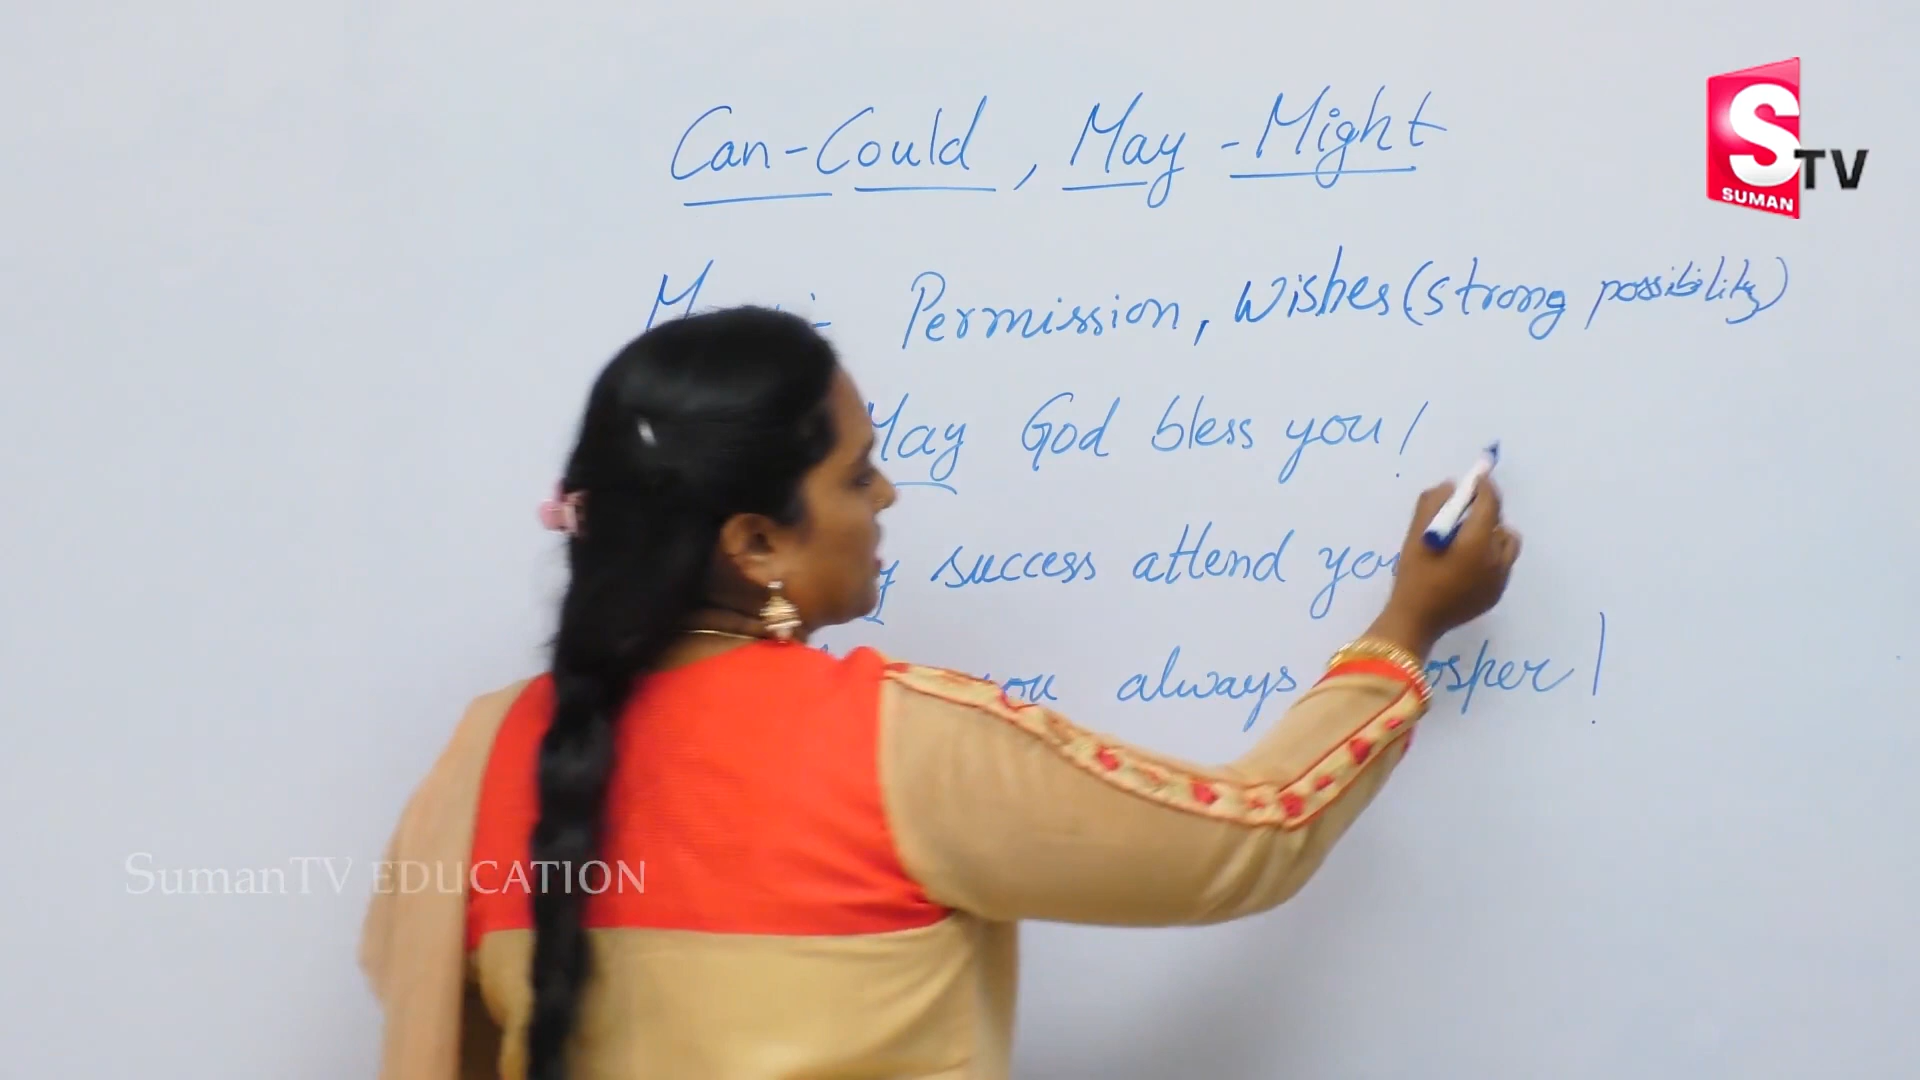 Can-Could, May-Might
STV
SUMAN
:- Permission, Wishes (strong possibility)
May God bless you!
success attend you
always
SumanTV EDUCATION